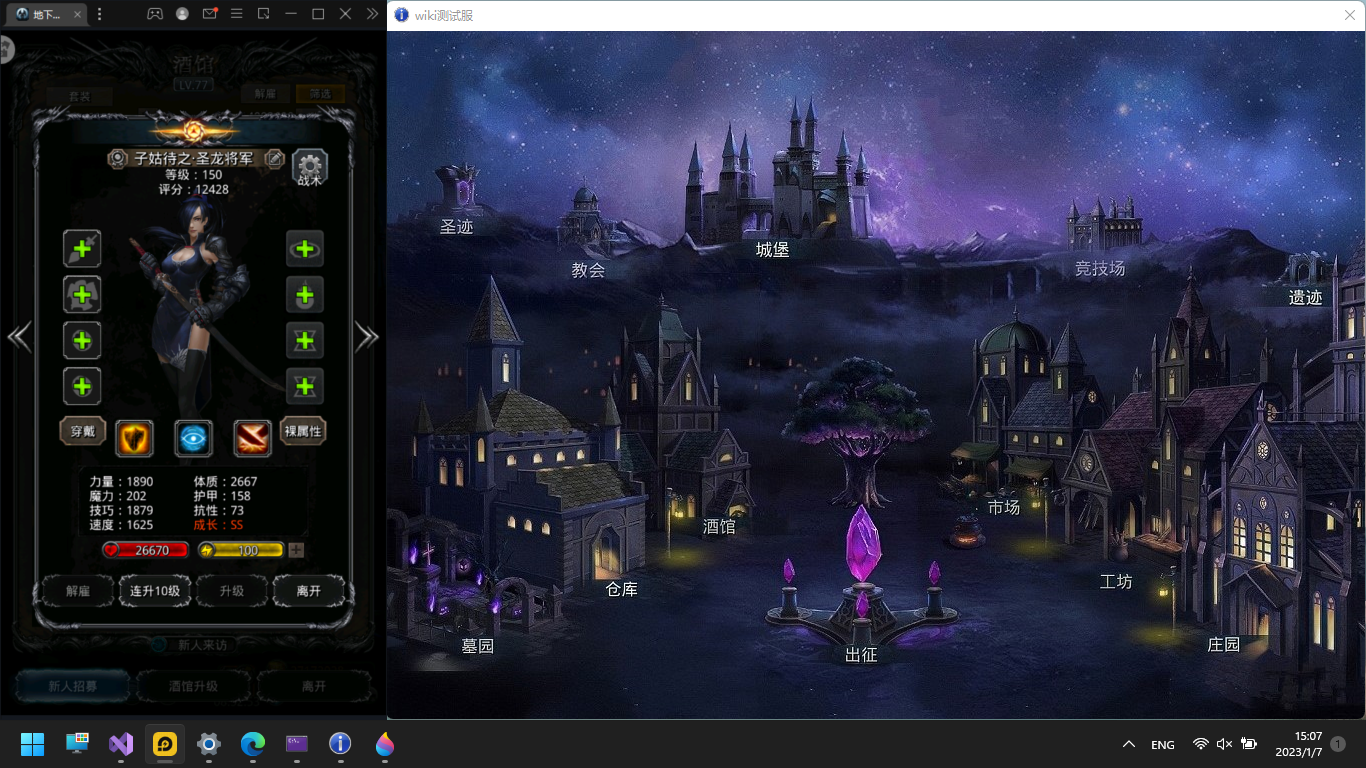 地下...
酒馆
LV.77
套装
解雇
筛选
子姑待之·圣龙将军
等级：150
评分：12428
战术
穿戴
裸属性
力量：1890
体质：2667
魔力：202
护甲：158
技巧：1879
抗性：73
速度：1625
成长：SS
26670
100
解雇
连升10级
升级
离开
新人来访
新人招募
酒馆升级
离开
wiki测试服
圣迹
教会
城堡
竞技场
遗迹
酒馆
市场
仓库
工坊
墓园
出征
庄园
ENG
15:07
2023/1/7
1